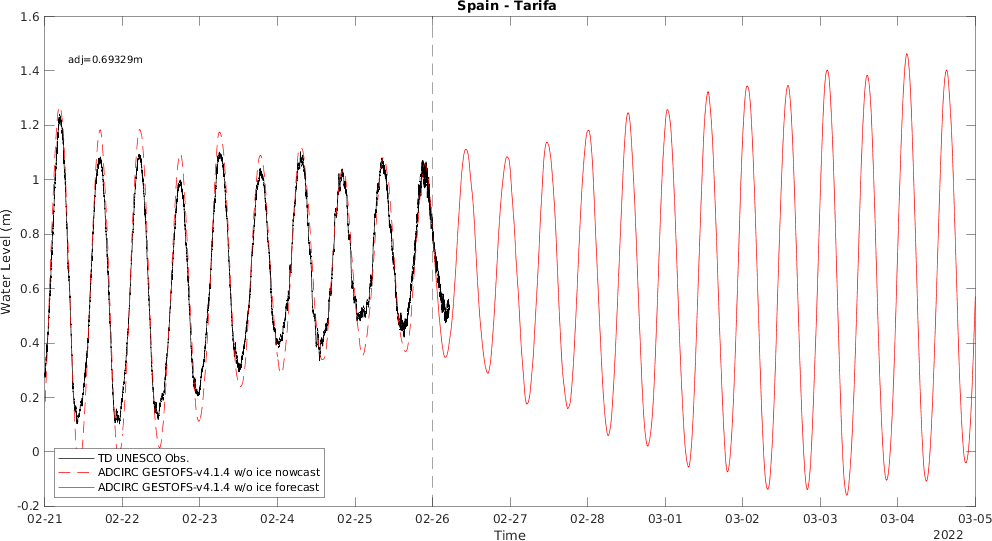 Spain - Tarifa
1.6
1.4
1.2
1
0.8
0.6
0.4
0.2
0
-0.2
Water Level (m)
adj=0.69329m
TD UNESCO Obs.
ADCIRC GESTOFS-v4.1.4 w/o ice nowcast
ADCIRC GESTOFS-v4.1.4 w/o ice forecast
02-21 02-22 02-23 02-24 02-25 02-26 02-27 02-28 03-01 03-02 03-03 03-04 03-05
Time
2022